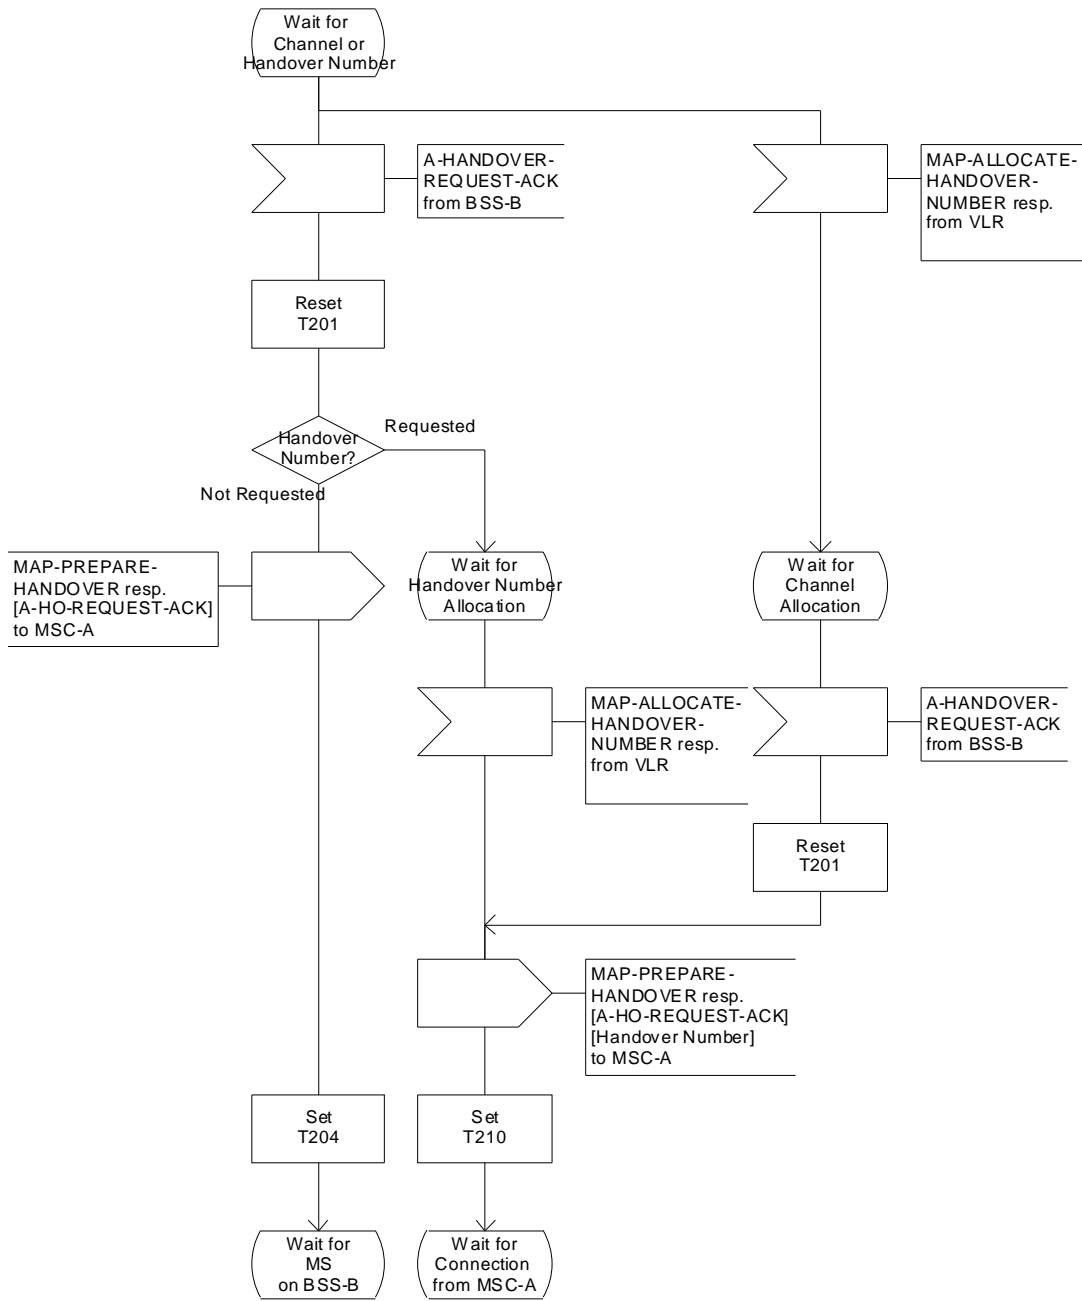 Wait for
Channel or
Handover Number
A-HANDOVER-
REQUEST-ACK
from BSS-B
MAP-ALLOCATE-
HANDOVER-
NUMBER resp.
from VLR
Reset
T201
Handover
Number?
Requested
Not Requested
MAP-PREPARE-
HANDOVER resp.
[A-HO-REQUEST-ACK]
to MSC-A
Wait for
Handover Number
Allocation
Wait for
Channel
Allocation
MAP-ALLOCATE-
HANDOVER-
NUMBER resp.
from VLR
A-HANDOVER-
REQUEST-ACK
from BSS-B
Reset
T201
MAP-PREPARE-
HANDOVER resp.
[A-HO-REQUEST-ACK]
[Handover Number]
to MSC-A
Set
T204
Set
T210
Wait for
MS
on BSS-B
Wait for
Connection
from MSC-A